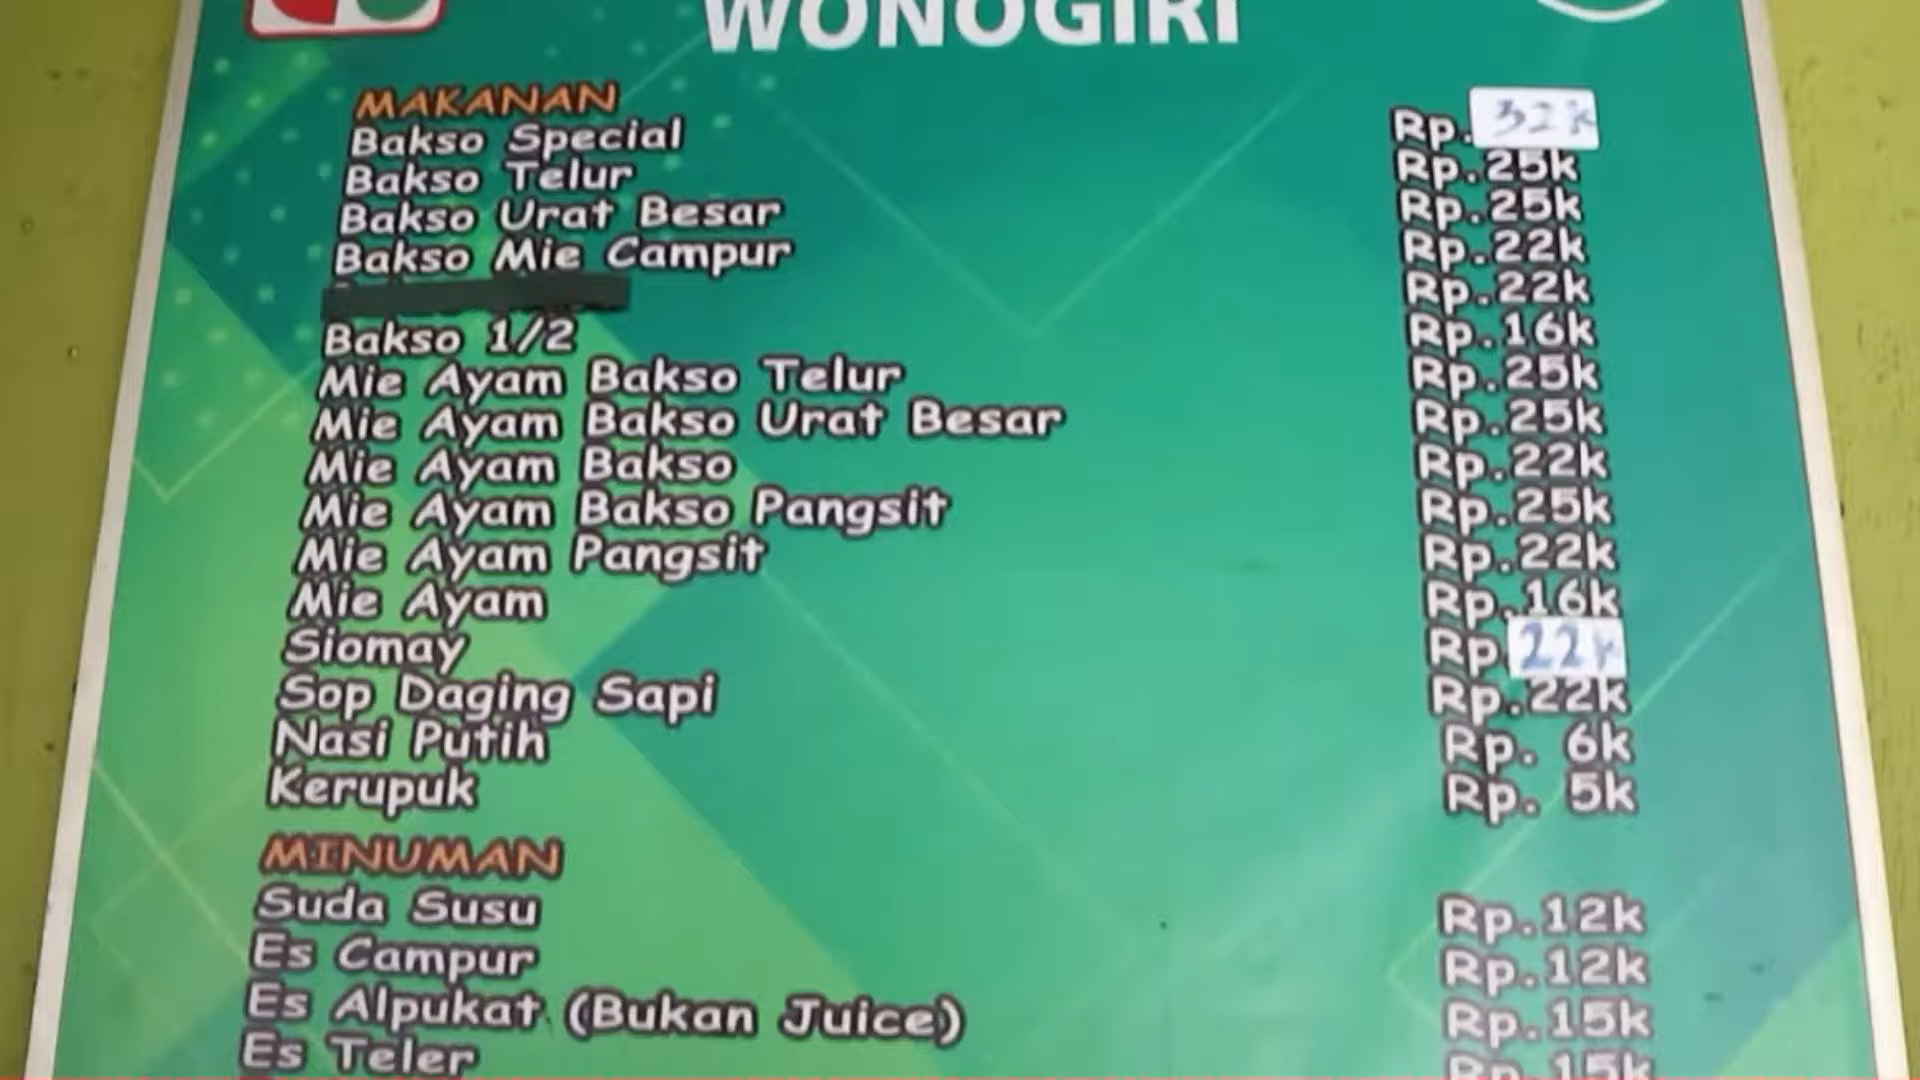 WONOGIRI
MAKANAN
Bakso Special Rp. 32k
Bakso Telur Rp.25k
Bakso Urat Besar Rp.25k
Bakso Mie Campur Rp.22k
Rp.22k
Bakso 1/2 Rp.16k
Mie Ayam Bakso Telur Rp.25k
Mie Ayam Bakso Urat Besar Rp.25k
Mie Ayam Bakso Rp.22k
Mie Ayam Bakso Pangsit Rp.25k
Mie Ayam Pangsit Rp.22k
Mie Ayam Rp.16k
Siomay Rp 22k
Sop Daging Sapi Rp.22k
Nasi Putih Rp. 6k
Kerupuk Rp. 5k
MINUMAN
Suda Susu Rp.12k
Es Campur Rp.12k
Es Alpukat (Bukan Juice) Rp.15k
Es Teler Rp.15k